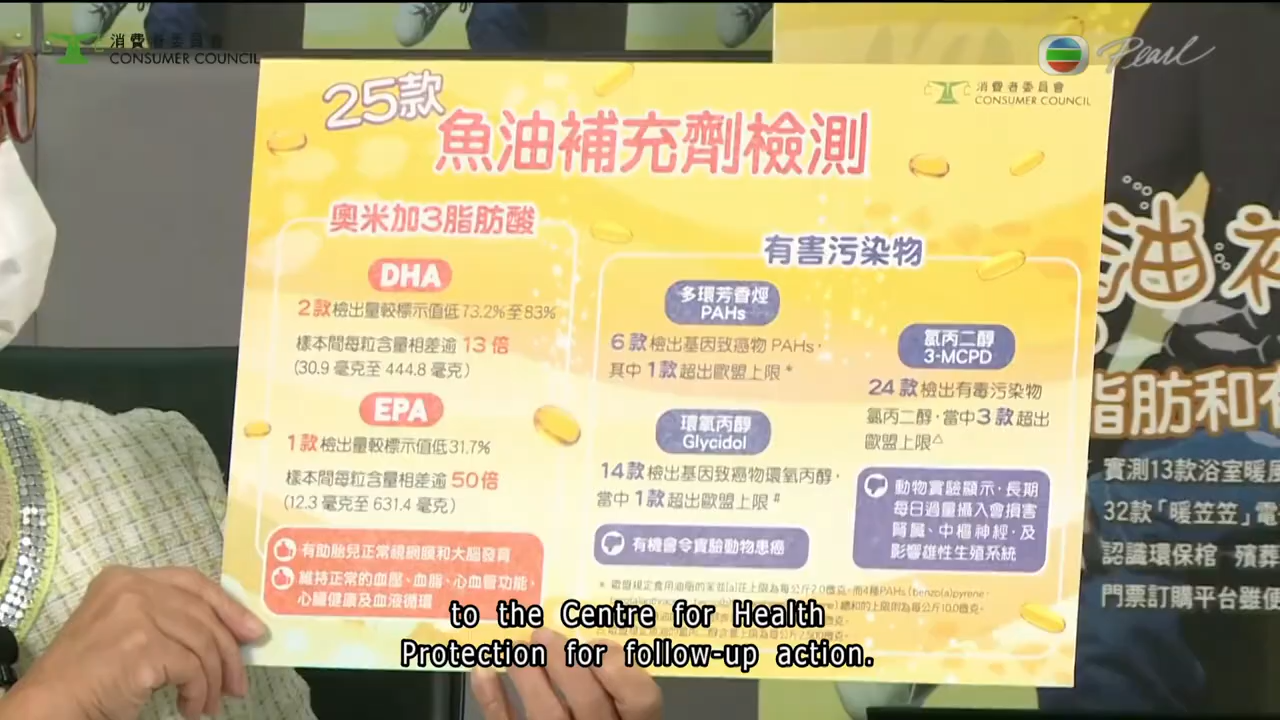 消費者委員會
CONSUMER COUNCIL
Pearl
消費者委員會
CONSUMER COUNCIL
25款
魚油補充劑檢測
奧米加3脂肪酸
DHA
2款檢出量較標示值低73.2%至83%
樣本間每粒含量相差逾13倍
(30.9 毫克至 444.8 毫克)
EPA
1款檢出量較標示值低31.7%
樣本間每粒含量相差逾50倍
(12.3 毫克至 631.4 毫克)
有助胎兒正常視網膜和大腦發育
維持正常的血壓、血脂、心血管功能，
心臟健康及血液循環
有害污染物
多環芳香烴
PAHs
6款檢出基因致癌物 PAHs，
其中1款超出歐盟上限*
環氧丙醇
Glycidol
14款檢出基因致癌物環氧丙醇，
當中1款超出歐盟上限#
有機會令實驗動物患癌
氯丙二醇
3-MCPD
24款檢出有毒污染物
氯丙二醇，當中3款超出
歐盟上限△
動物實驗顯示，長期
每日過量攝入會損害
腎臟、中樞神經，及
影響雄性生殖系統
油補
脂肪和有
實測13款浴室暖風
32款「暖笠笠」電
認識環保棺 殯葬
門票訂購平台雖便
to the Centre for Health
Protection for follow-up action.